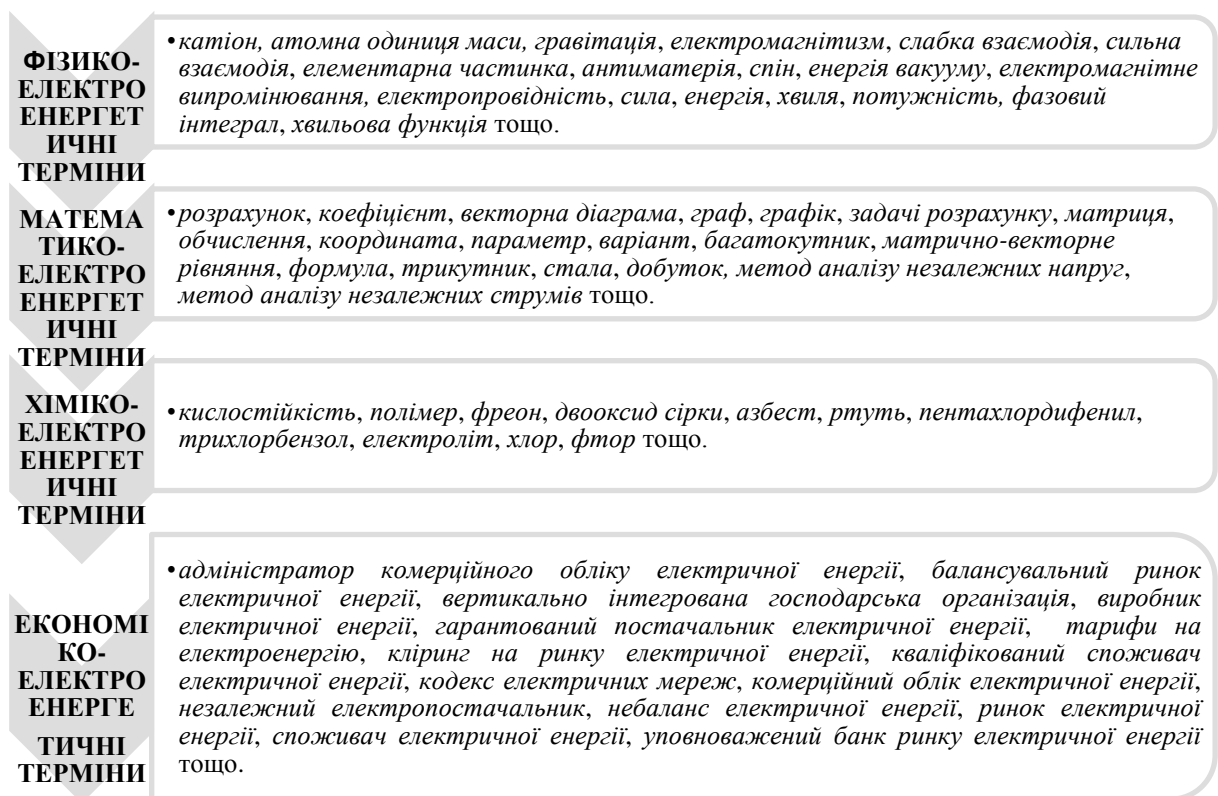 ФІЗИКО-
ЕЛЕКТРО
ЕНЕРГЕТ
ИЧНІ
ТЕРМІНИ
•катіон, атомна одиниця маси, гравітація, електромагнітизм, слабка взаємодія, сильна
взаємодія, елементарна частинка, антиматерія, спін, енергія вакууму, електромагнітне
випромінювання, електропровідність, сила, енергія, хвиля, потужність, фазовий
інтеграл, хвильова функція тощо.
МАТЕМА
ТИКО-
ЕЛЕКТРО
ЕНЕРГЕТ
ИЧНІ
ТЕРМІНИ
•розрахунок, коефіцієнт, векторна діаграма, граф, графік, задачі розрахунку, матриця,
обчислення, координата, параметр, варіант, багатокутник, матрично-векторне
рівняння, формула, трикутник, стала, добуток, метод аналізу незалежних напруг,
метод аналізу незалежних струмів тощо.
ХІМІКО-
ЕЛЕКТРО
ЕНЕРГЕТ
ИЧНІ
ТЕРМІНИ
•кислостійкість, полімер, фреон, двооксид сірки, азбест, ртуть, пентахлордифенил,
трихлорбензол, електроліт, хлор, фтор тощо.
ЕКОНОМІ
КО-
ЕЛЕКТРО
ЕНЕРГЕ
ТИЧНІ
ТЕРМІНИ
•адміністратор комерційного обліку електричної енергії, балансувальний ринок
електричної енергії, вертикально інтегрована господарська організація, виробник
електричної енергії, гарантований постачальник електричної енергії, тарифи на
електроенергію, кліринг на ринку електричної енергії, кваліфікований споживач
електричної енергії, кодекс електричних мереж, комерційний облік електричної енергії,
незалежний електропостачальник, небаланс електричної енергії, ринок електричної
енергії, споживач електричної енергії, уповноважений банк ринку електричної енергії
тощо.